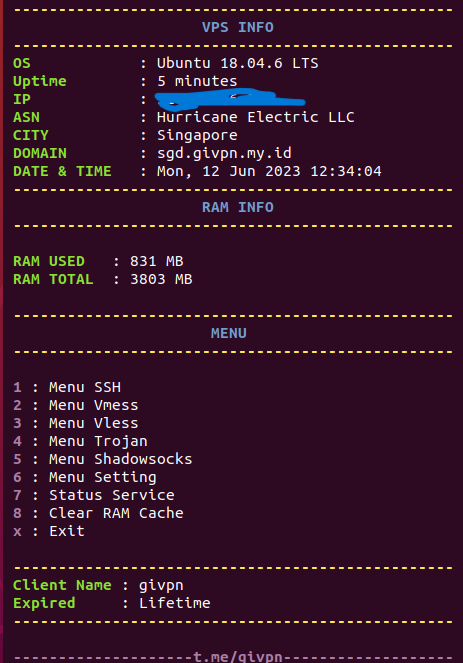 --------------------------------------------------
VPS INFO
--------------------------------------------------
OS : Ubuntu 18.04.6 LTS
Uptime : 5 minutes
IP :
ASN : Hurricane Electric LLC
CITY : Singapore
DOMAIN : sgd.givpn.my.id
DATE & TIME : Mon, 12 Jun 2023 12:34:04
--------------------------------------------------
RAM INFO
--------------------------------------------------
RAM USED : 831 MB
RAM TOTAL : 3803 MB
--------------------------------------------------
MENU
--------------------------------------------------
1 : Menu SSH
2 : Menu Vmess
3 : Menu Vless
4 : Menu Trojan
5 : Menu Shadowsocks
6 : Menu Setting
7 : Status Service
8 : Clear RAM Cache
x : Exit
--------------------------------------------------
Client Name : givpn
Expired : Lifetime
--------------------------------------------------
--------------------t.me/givpn-------------------